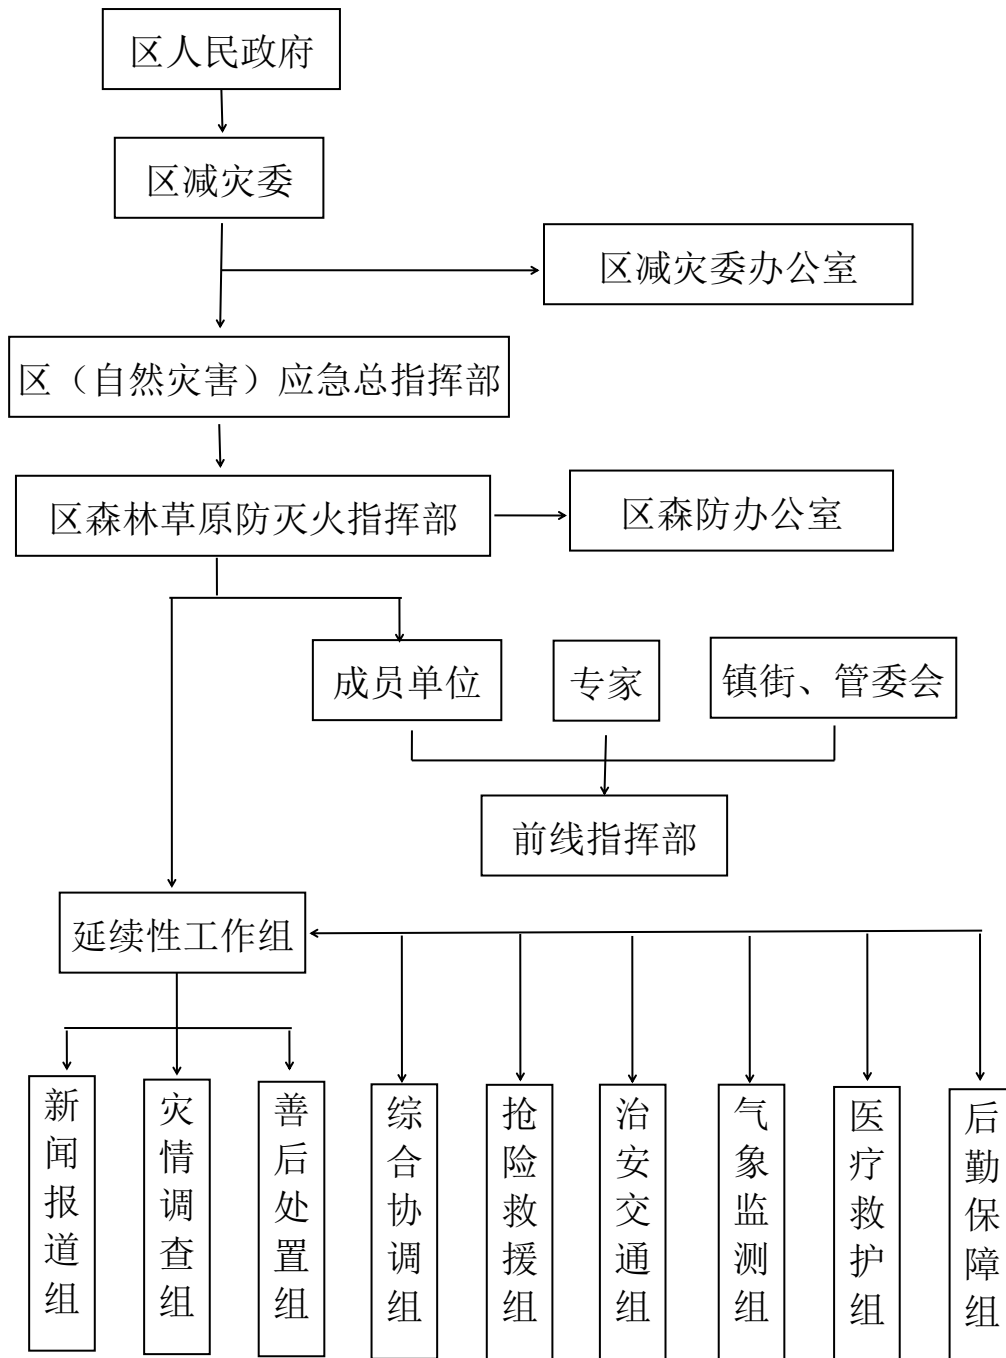 区人民政府
区减灾委
区减灾委办公室
区（自然灾害）应急总指挥部
区森林草原防灭火指挥部
区森防办公室
成员单位
专家
镇街、管委会
前线指挥部
延续性工作组
新闻报道组
灾情调查组
善后处置组
综合协调组
抢险救援组
治安交通组
气象监测组
医疗救护组
后勤保障组